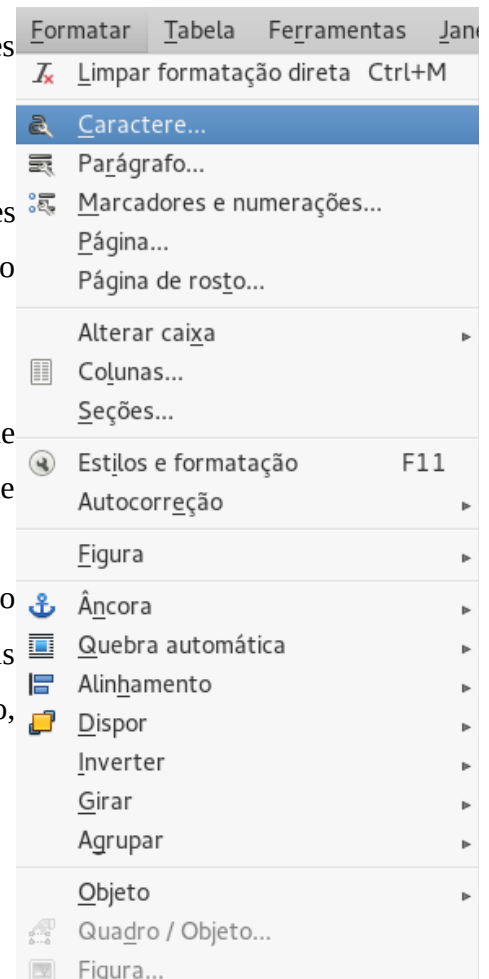 Formatar Tabela Ferramentas
Limpar formatação direta Ctrl+M
Caractere...
Parágrafo...
Marcadores e numerações...
Página...
Página de rosto...
Alterar caixa
Colunas...
Seções...
Estilos e formatação F11
Autocorreção
Figura
Âncora
Quebra automática
Alinhamento
Dispor
Inverter
Girar
Agrupar
Objeto
Quadro / Objeto...
Figura...